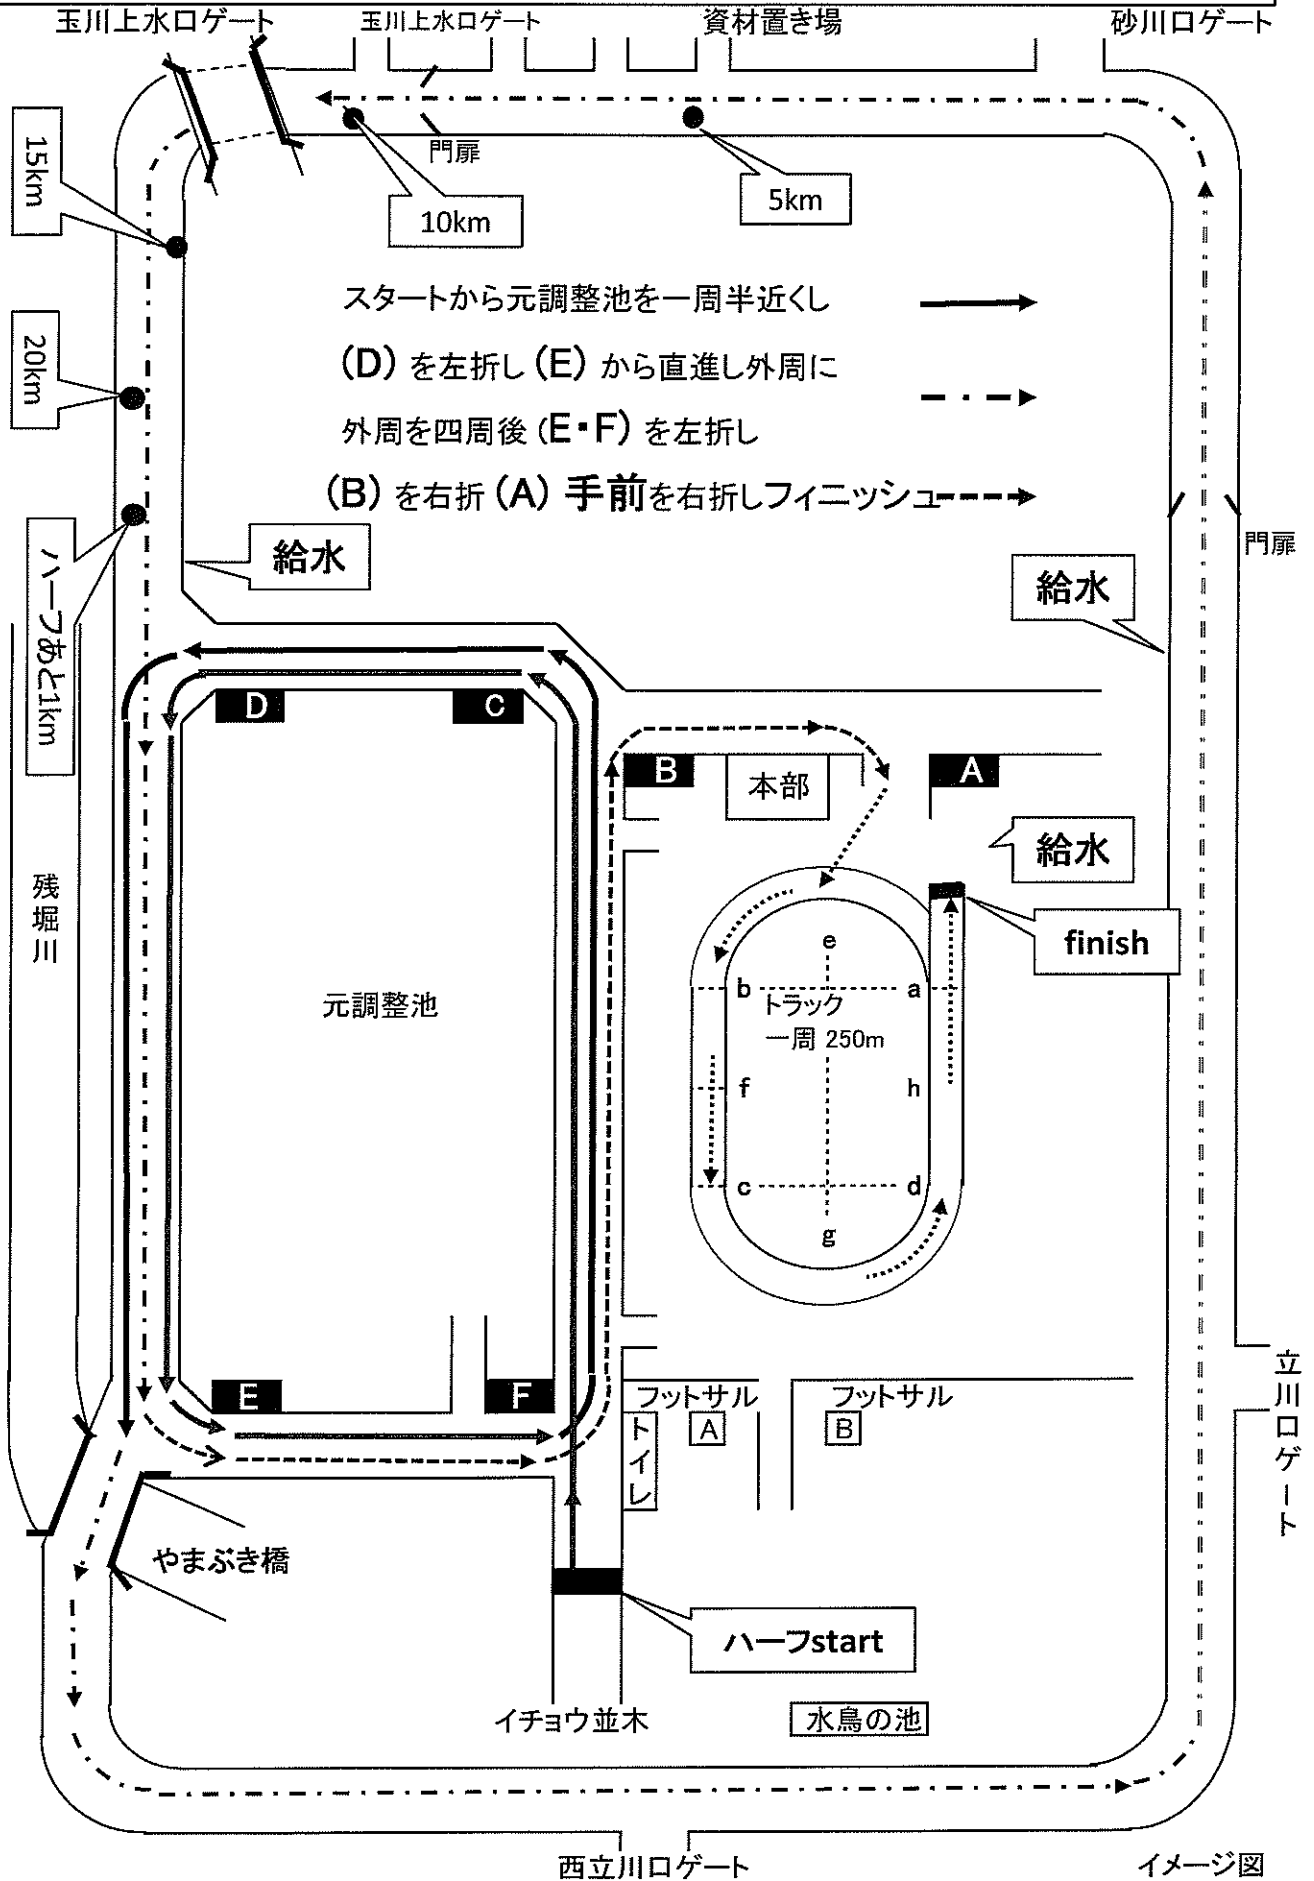 玉川上水口ゲート
玉川上水口ゲート
資材置き場
砂川口ゲート
門扉
15km
10km
5km
スタートから元調整池を一周半近くし
(D) を左折し (E) から直進し外周に
外周を四周後 (E・F) を左折し
(B) を右折 (A) 手前を右折しフィニッシュ
20km
ハーフあと1km
給水
給水
門扉
D
C
B
本部
A
給水
残堀川
finish
元調整池
e
b
a
トラック
一周 250m
f
h
c
d
g
E
F
フットサル
A
フットサル
B
トイレ
立川口ゲート
やまぶき橋
ハーフstart
イチョウ並木
水鳥の池
西立川口ゲート
イメージ図